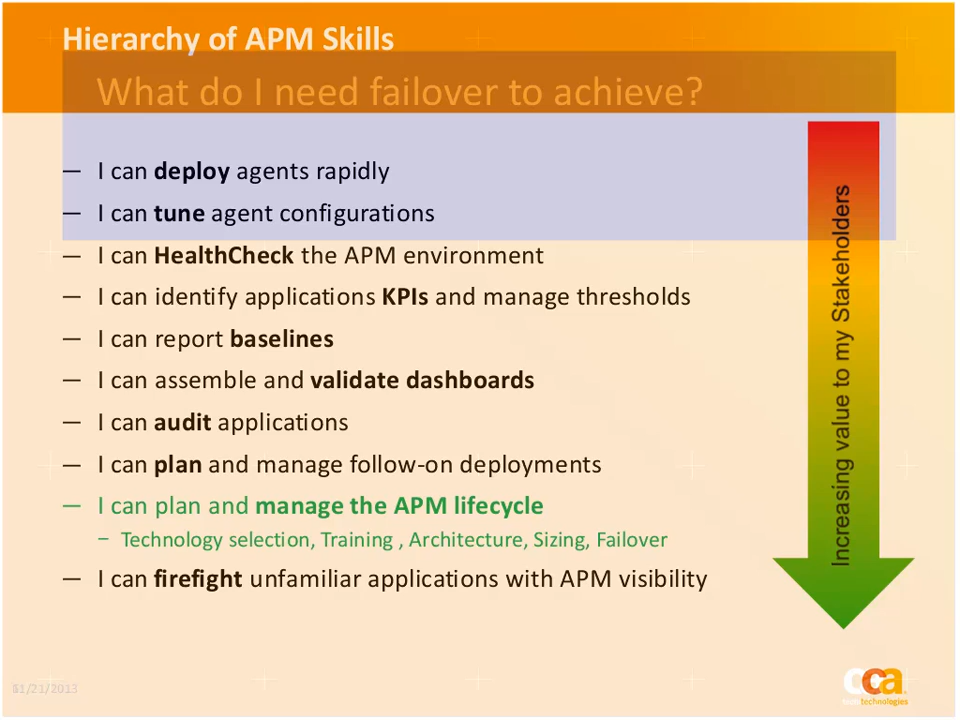 Hierarchy of APM Skills
What do I need failover to achieve?
— I can deploy agents rapidly
— I can tune agent configurations
— I can HealthCheck the APM environment
— I can identify applications KPIs and manage thresholds
— I can report baselines
— I can assemble and validate dashboards
— I can audit applications
— I can plan and manage follow-on deployments
— I can plan and manage the APM lifecycle
– Technology selection, Training , Architecture, Sizing, Failover
— I can firefight unfamiliar applications with APM visibility
Increasing value to my Stakeholders
/21/2013
technologies